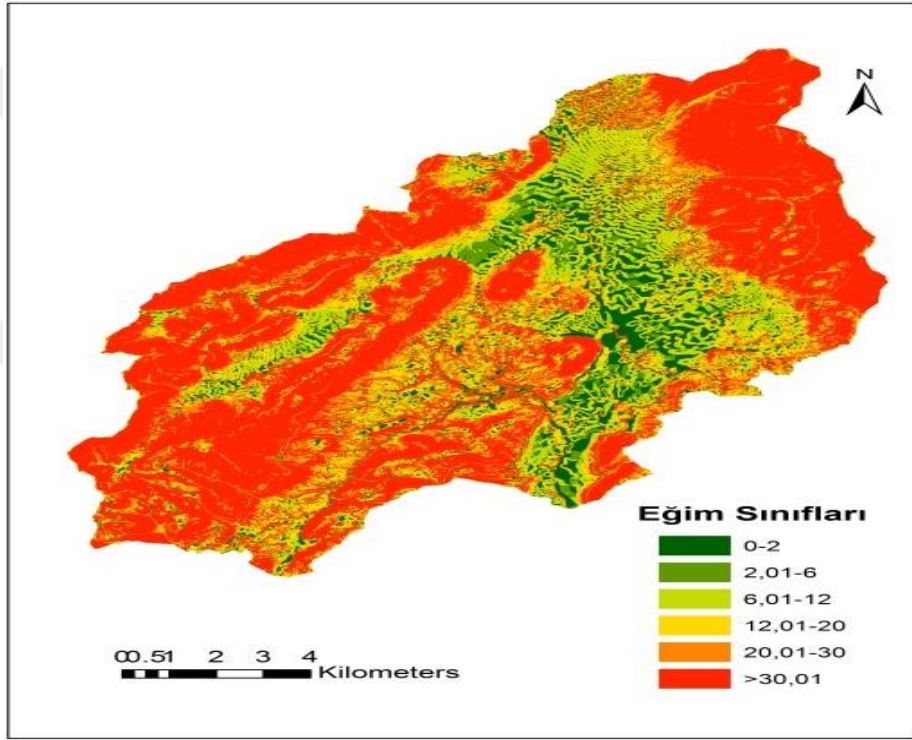 N
Eğim Sınıfları
0-2
2,01-6
6,01-12
12,01-20
20,01-30
>30,01
00.51 2 3 4
Kilometers